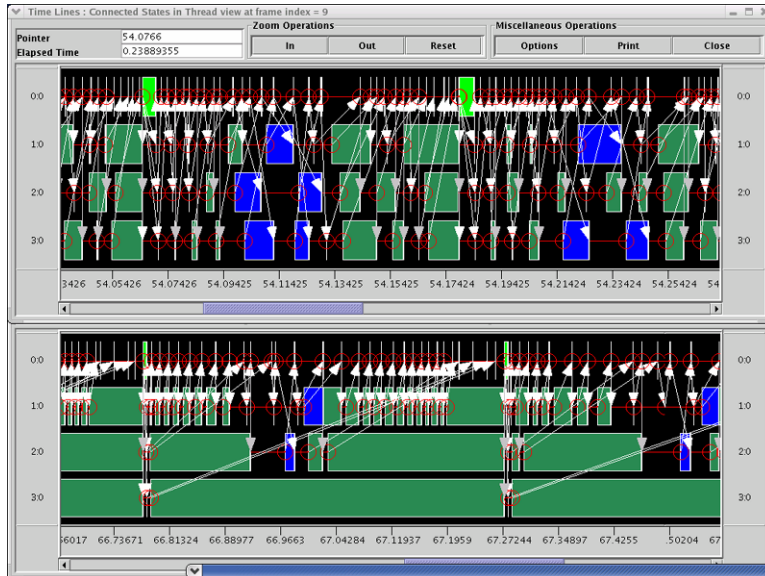 Time Lines : Connected States in Thread view at frame index = 9
Zoom Operations
Miscellaneous Operations
Pointer 54.0766
Elapsed Time 0.23889355
In Out Reset Options Print Close
0:0 0:0
1:0 1:0
2:0 2:0
3:0 3:0
3426 54.05426 54.07426 54.09425 54.11425 54.13425 54.15425 54.17424 54.19425 54.21424 54.23424 54.25424 54
0:0 0:0
1:0 1:0
2:0 2:0
3:0 3:0
6017 66.73671 66.81324 66.88977 66.9663 67.04284 67.11937 67.1959 67.27244 67.34897 67.4255 .50204 67